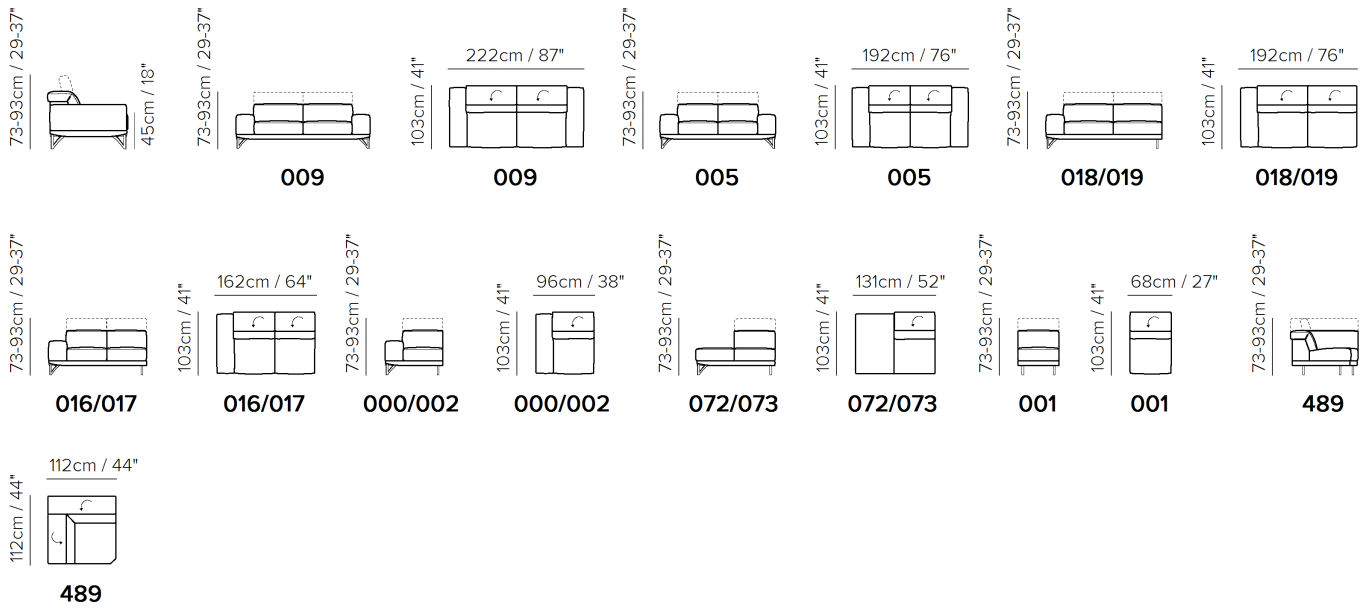 73-93cm / 29-37"
45cm / 18"
73-93cm / 29-37"
009
103cm / 41"
222cm / 87"
009
73-93cm / 29-37"
005
103cm / 41"
192cm / 76"
005
73-93cm / 29-37"
018/019
103cm / 41"
192cm / 76"
018/019
73-93cm / 29-37"
016/017
103cm / 41"
162cm / 64"
016/017
73-93cm / 29-37"
000/002
103cm / 41"
96cm / 38"
000/002
73-93cm / 29-37"
072/073
103cm / 41"
131cm / 52"
072/073
73-93cm / 29-37"
001
103cm / 41"
68cm / 27"
001
73-93cm / 29-37"
489
112cm / 44"
112cm / 44"
489